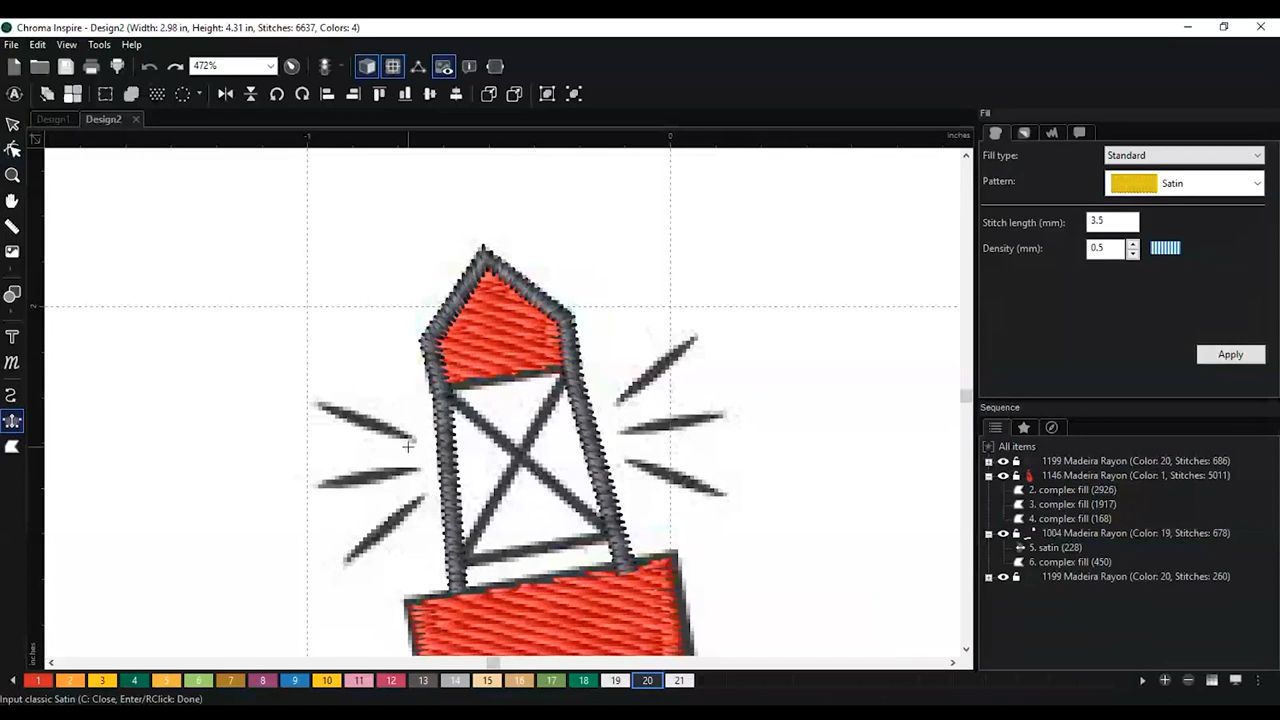 Chroma Inspire - Design2 (Width: 2.98 in, Height: 4.31 in, Stitches: 6637, Colors: 4)
File Edit View Tools Help
472%
Design1 Design2
Fill
-1 0 inches
Fill type: Standard
Pattern: Satin
Stitch length (mm): 3.5
Density (mm): 0.5
2
Apply
Sequence
All items
1199 Madeira Rayon (Color: 20, Stitches: 686)
1146 Madeira Rayon (Color: 1, Stitches: 5011)
2. complex fill (2926)
3. complex fill (1917)
4. complex fill (168)
1004 Madeira Rayon (Color: 19, Stitches: 678)
5. satin (228)
6. complex fill (450)
1199 Madeira Rayon (Color: 20, Stitches: 260)
inches
1 2 3 4 5 6 7 8 9 10 11 12 13 14 15 16 17 18 19 20 21
Input classic Satin (C: Close, Enter/RClick: Done)